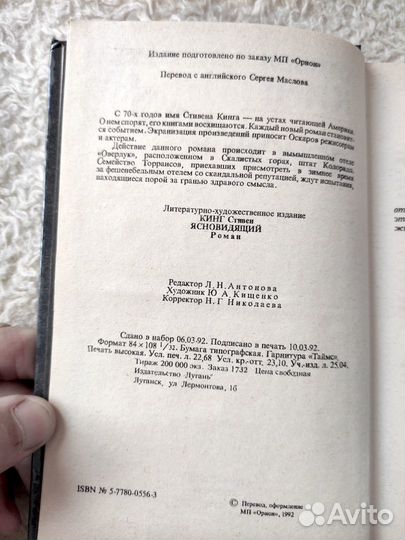 Издание подготовлено по заказу МП «Орион»
Перевод с английского Сергея Маслова
С 70-х годов имя Стивена Кинга — на устах читающей Америки.
О нем спорят, его книгами восхищаются. Каждый новый роман становит-
ся событием. Экранизация произведений приносит Оскаров режиссерам
и актерам.
Действие данного романа происходит в вымышленном отеле
«Оверлук», расположенном в Скалистых горах, штат Колорадо.
Семейство Торрансов, приехавших присмотреть в зимнее время
за фешенебельным отелем со скандальной репутацией, ждут испытания,
находящиеся порой за гранью здравого смысла.
Литературно-художественное издание
КИНГ Стивен
ЯСНОВИДЯЩИЙ
Роман
Редактор Л. Н. Антонова
Художник Ю. А. Кищенко
Корректор Н. Г. Николаева
Сдано в набор 06.03.92. Подписано в печать 10.03.92.
Формат 84×108 1/32. Бумага типографская. Гарнитура «Таймс».
Печать высокая. Усл. печ. л. 22,68 Усл. кр.-отт. 23,10. Уч.-изд. л. 25,04.
Тираж 200 000 экз. Заказ 1732 Цена свободная
Издательство Лугань
Луганск, ул Лермонтова, 1б
ISBN № 5-7780-0556-3
© Перевод, оформление
МП «Орион», 1992
от
эт
жи
Avito